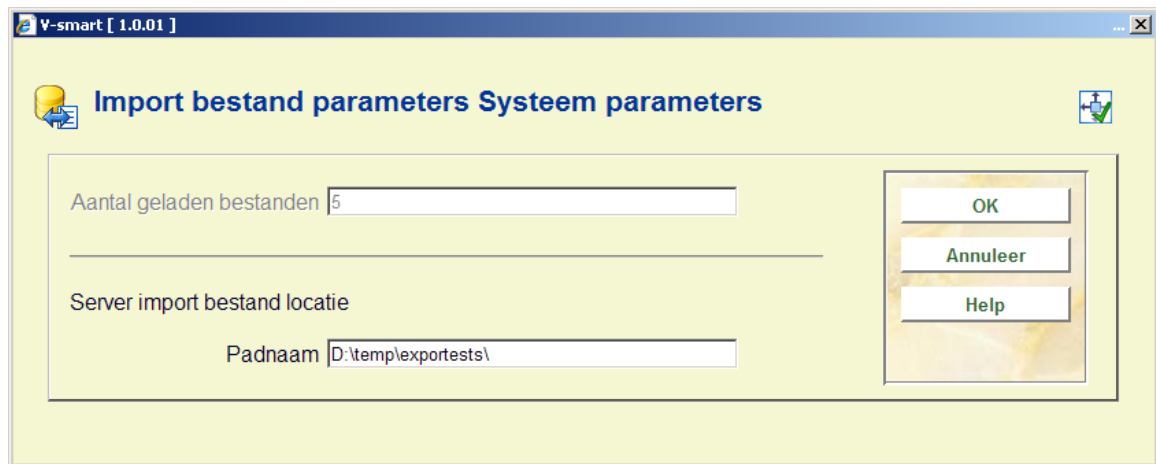 V-smart [ 1.0.01 ]
...
Import bestand parameters Systeem parameters
Aantal geladen bestanden 5
Server import bestand locatie
Padnaam D:\temp\exportests\
OK
Annuleer
Help